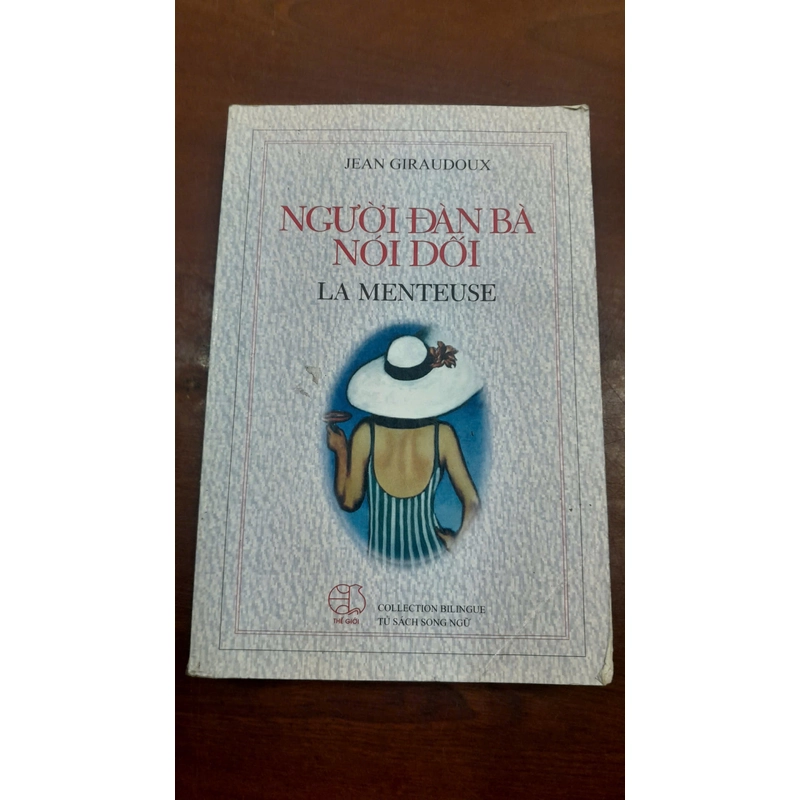 JEAN GIRAUDOUX
NGƯỜI ĐÀN BÀ
NÓI DỐI
LA MENTEUSE
THẾ GIỚI
COLLECTION BILINGUE
TỦ SÁCH SONG NGỮ